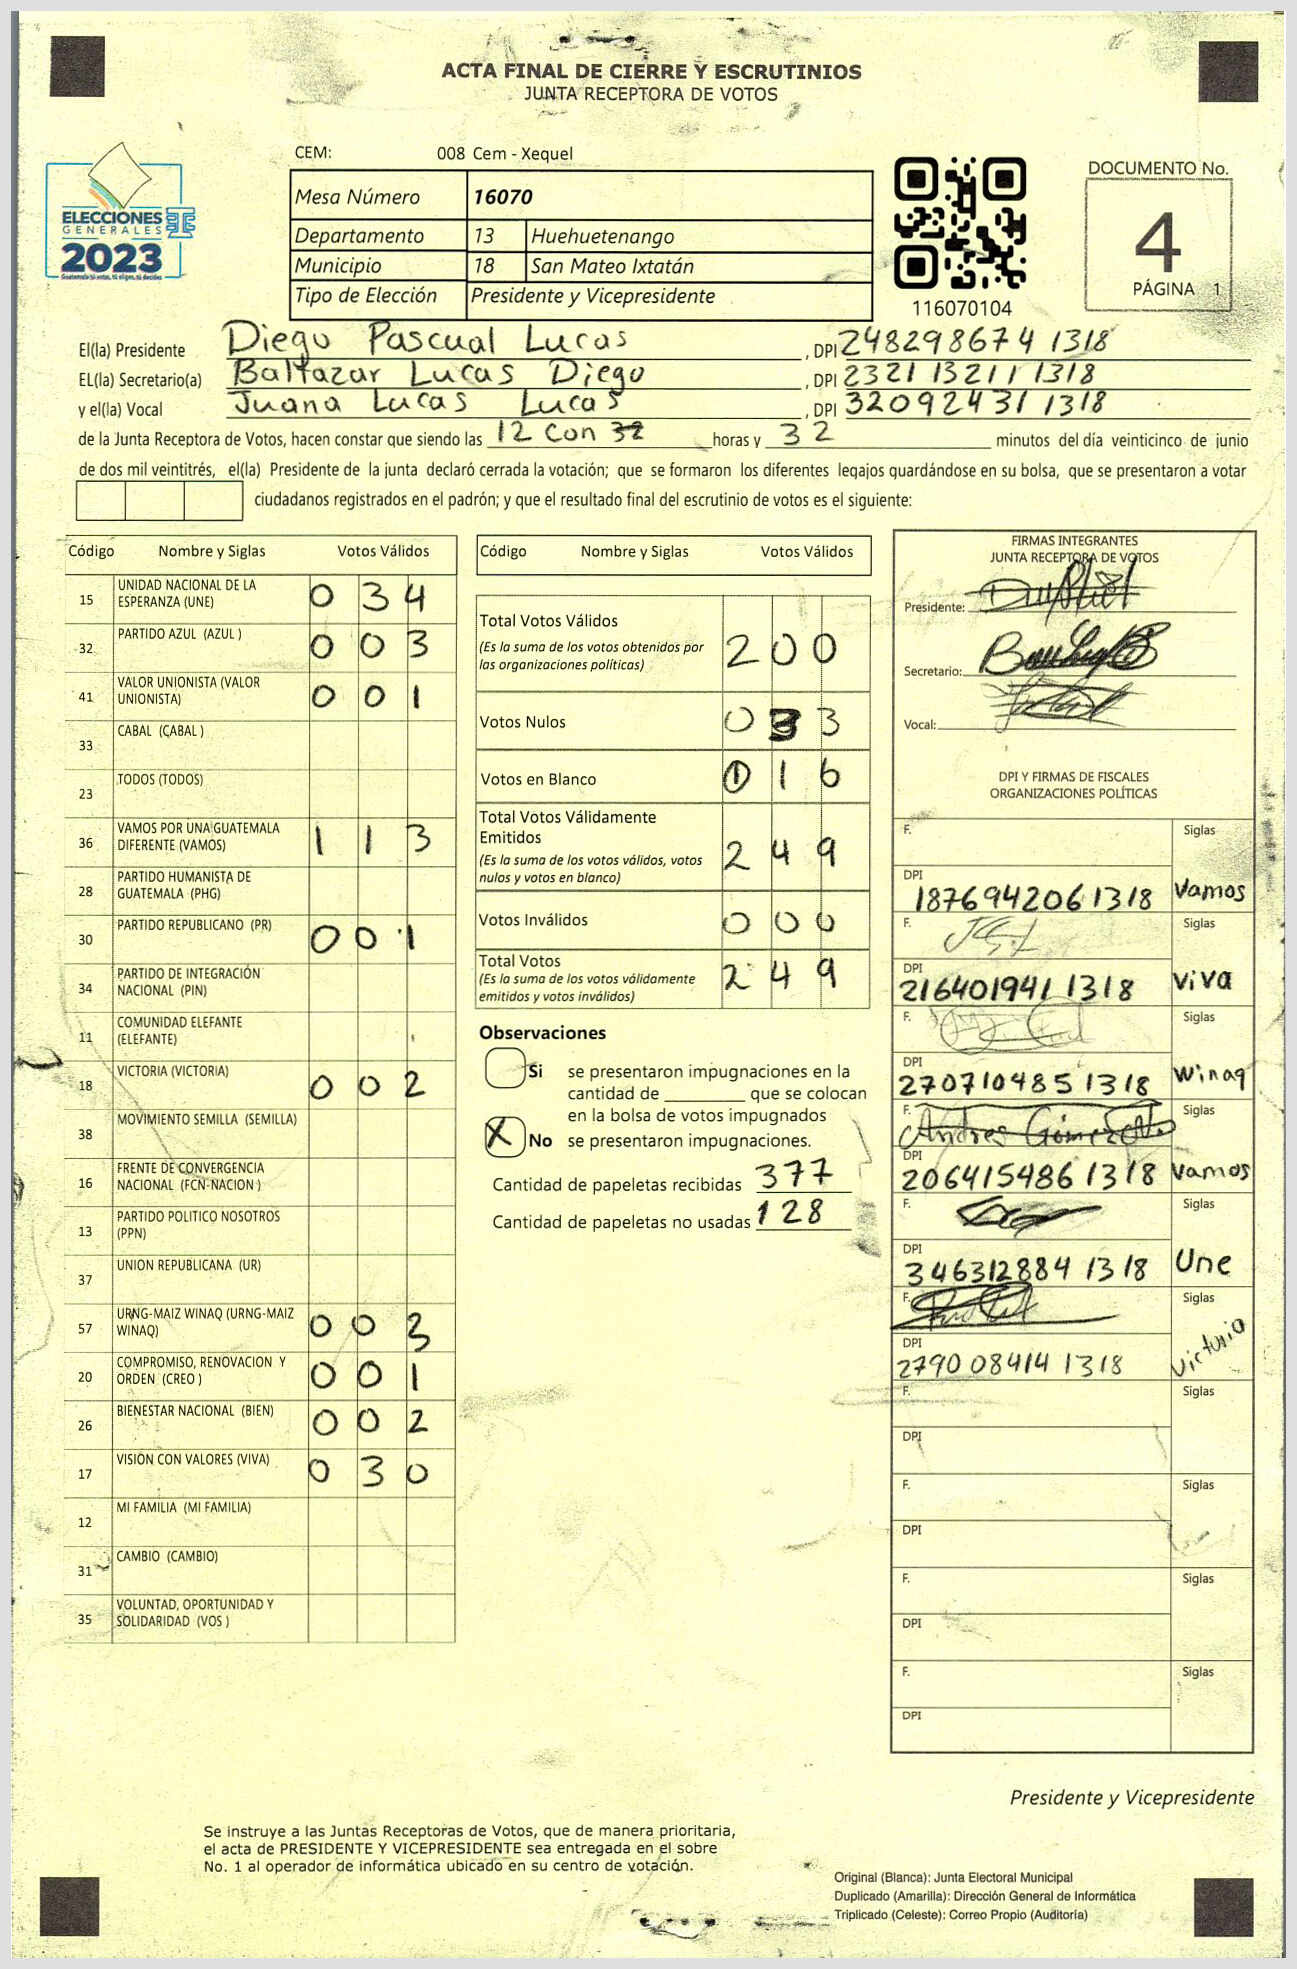 ACTA FINAL DE CIERRE Y ESCRUTINIOS
JUNTA RECEPTORA DE VOTOS
ELECCIONES
GENERALES
2023
CEM: 008 Cem - Xequel
Mesa Número 16070
Departamento 13 Huehuetenango
Municipio 18 San Mateo Ixtatán
Tipo de Elección Presidente y Vicepresidente
116070104
DOCUMENTO No.
4
PÁGINA 1
El(la) Presidente Diego Pascual Lucas , DPI 248298674 1318
EL(la) Secretario(a) Baltazar Lucas Diego , DPI 2321 13211 1318
y el(la) Vocal Juana Lucas Lucas , DPI 32092431 1318
de la Junta Receptora de Votos, hacen constar que siendo las 12 con 32 horas y 32 minutos del día veinticinco de junio
de dos mil veintitrés, el(la) Presidente de la junta declaró cerrada la votación; que se formaron los diferentes legajos guardándose en su bolsa, que se presentaron a votar
ciudadanos registrados en el padrón; y que el resultado final del escrutinio de votos es el siguiente:
Código Nombre y Siglas Votos Válidos
15 UNIDAD NACIONAL DE LA ESPERANZA (UNE) 0 3 4
32 PARTIDO AZUL (AZUL ) 0 0 3
41 VALOR UNIONISTA (VALOR UNIONISTA) 0 0 1
33 CABAL (CABAL )
23 TODOS (TODOS)
36 VAMOS POR UNA GUATEMALA DIFERENTE (VAMOS) 1 1 3
28 PARTIDO HUMANISTA DE GUATEMALA (PHG)
30 PARTIDO REPUBLICANO (PR) 0 0 1
34 PARTIDO DE INTEGRACIÓN NACIONAL (PIN)
11 COMUNIDAD ELEFANTE (ELEFANTE)
18 VICTORIA (VICTORIA) 0 0 2
38 MOVIMIENTO SEMILLA (SEMILLA)
16 FRENTE DE CONVERGENCIA NACIONAL (FCN-NACION )
13 PARTIDO POLITICO NOSOTROS (PPN)
37 UNION REPUBLICANA (UR)
57 URNG-MAIZ WINAQ (URNG-MAIZ WINAQ) 0 0 3
20 COMPROMISO, RENOVACION Y ORDEN (CREO ) 0 0 1
26 BIENESTAR NACIONAL (BIEN) 0 0 2
17 VISION CON VALORES (VIVA) 0 3 0
12 MI FAMILIA (MI FAMILIA)
31 CAMBIO (CAMBIO)
35 VOLUNTAD, OPORTUNIDAD Y SOLIDARIDAD (VOS )
Código Nombre y Siglas Votos Válidos
Total Votos Válidos 2 0 0
(Es la suma de los votos obtenidos por
las organizaciones políticas)
Votos Nulos 0 3 3
Votos en Blanco 0 1 6
Total Votos Válidamente
Emitidos 2 4 9
(Es la suma de los votos válidos, votos
nulos y votos en blanco)
Votos Inválidos 0 0 0
Total Votos 2 4 9
(Es la suma de los votos válidamente
emitidos y votos inválidos)
Observaciones
Si se presentaron impugnaciones en la
cantidad de ________ que se colocan
en la bolsa de votos impugnados
X No se presentaron impugnaciones.
Cantidad de papeletas recibidas 377
Cantidad de papeletas no usadas 128
FIRMAS INTEGRANTES
JUNTA RECEPTORA DE VOTOS
Presidente:
Secretario:
Vocal:
DPI Y FIRMAS DE FISCALES
ORGANIZACIONES POLÍTICAS
F. Siglas
DPI 187694206 1318 Vamos
F. Siglas
DPI 216401941 1318 viva
F. Siglas
DPI 270710485 1318 Winaq
F. Andres Gómez Siglas
DPI 206415486 1318 Vamos
F. Siglas
DPI 346312884 1318 Une
F. Siglas
DPI 2790 08414 1318 Victoria
F. Siglas
DPI
F. Siglas
DPI
F. Siglas
DPI
F. Siglas
DPI
Presidente y Vicepresidente
Se instruye a las Juntas Receptoras de Votos, que de manera prioritaria,
el acta de PRESIDENTE Y VICEPRESIDENTE sea entregada en el sobre
No. 1 al operador de informática ubicado en su centro de votación.
Original (Blanca): Junta Electoral Municipal
Duplicado (Amarilla): Dirección General de Informática
Triplicado (Celeste): Correo Propio (Auditoría)